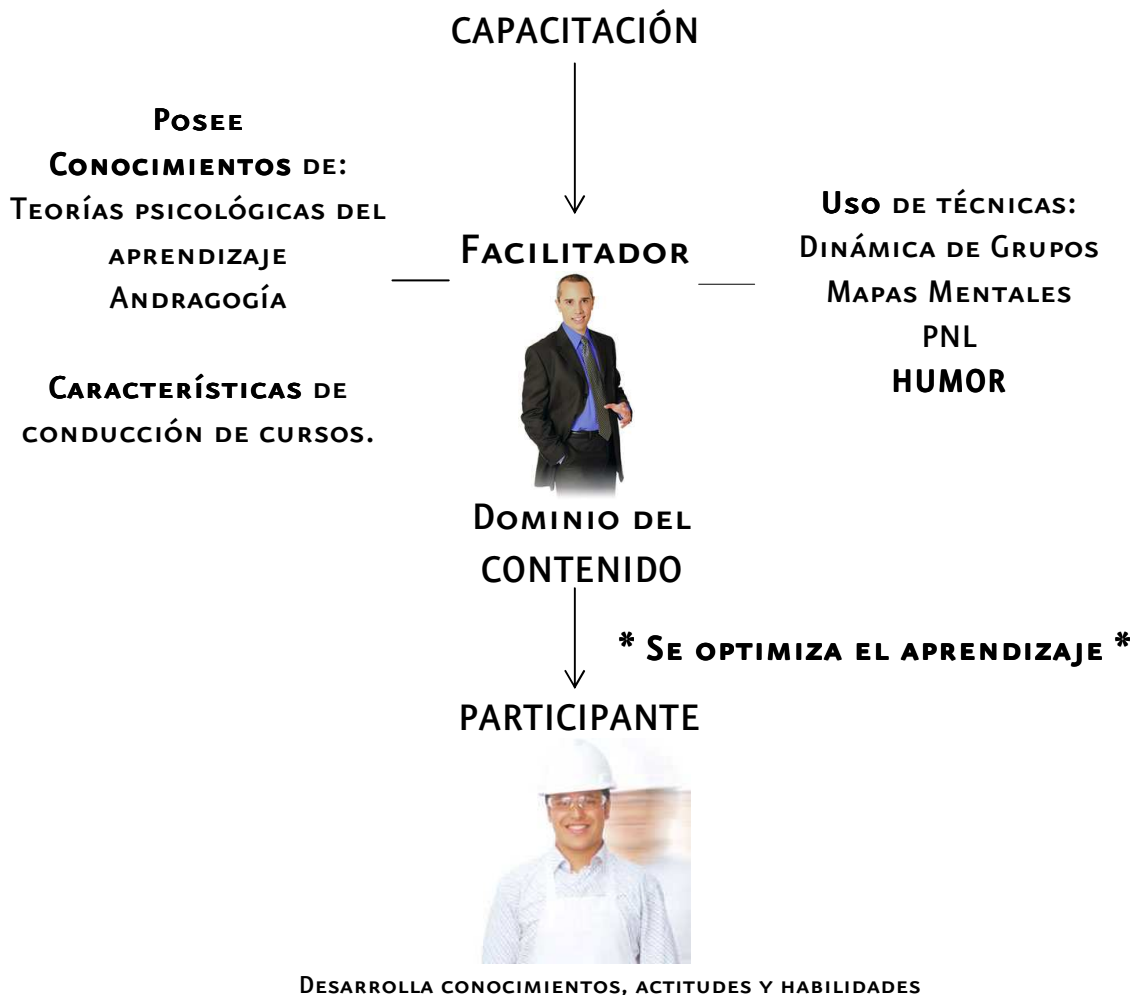 CAPACITACIÓN
POSEE
CONOCIMIENTOS DE:
TEORÍAS PSICOLÓGICAS DEL
APRENDIZAJE
ANDRAGOGÍA
CARACTERÍSTICAS DE
CONDUCCIÓN DE CURSOS.
FACILITADOR
USO DE TÉCNICAS:
DINÁMICA DE GRUPOS
MAPAS MENTALES
PNL
HUMOR
DOMINIO DEL
CONTENIDO
* SE OPTIMIZA EL APRENDIZAJE *
PARTICIPANTE
DESARROLLA CONOCIMIENTOS, ACTITUDES Y HABILIDADES